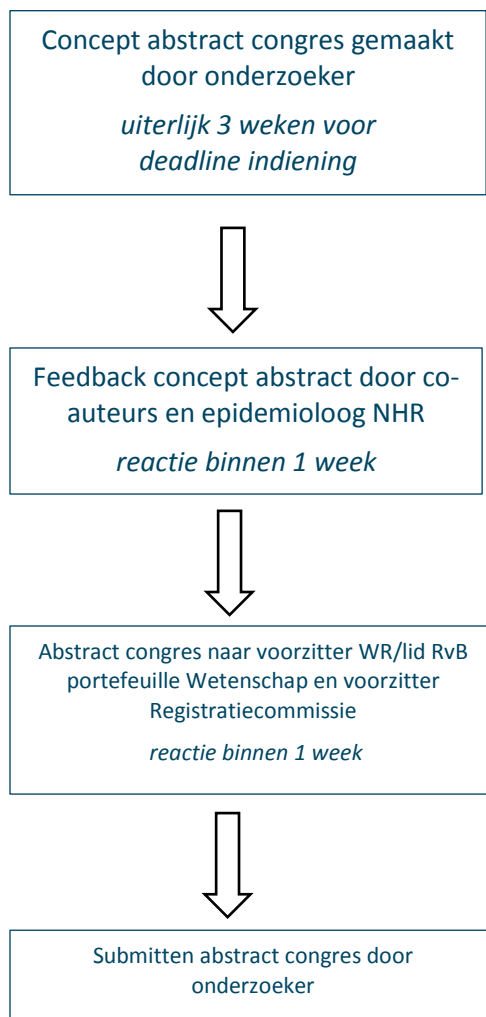 Concept abstract congres gemaakt
door onderzoeker
uiterlijk 3 weken voor
deadline indiening
Feedback concept abstract door co-
auteurs en epidemioloog NHR
reactie binnen 1 week
Abstract congres naar voorzitter WR/lid RvB
portefeuille Wetenschap en voorzitter
Registratiecommissie
reactie binnen 1 week
Submitten abstract congres door
onderzoeker